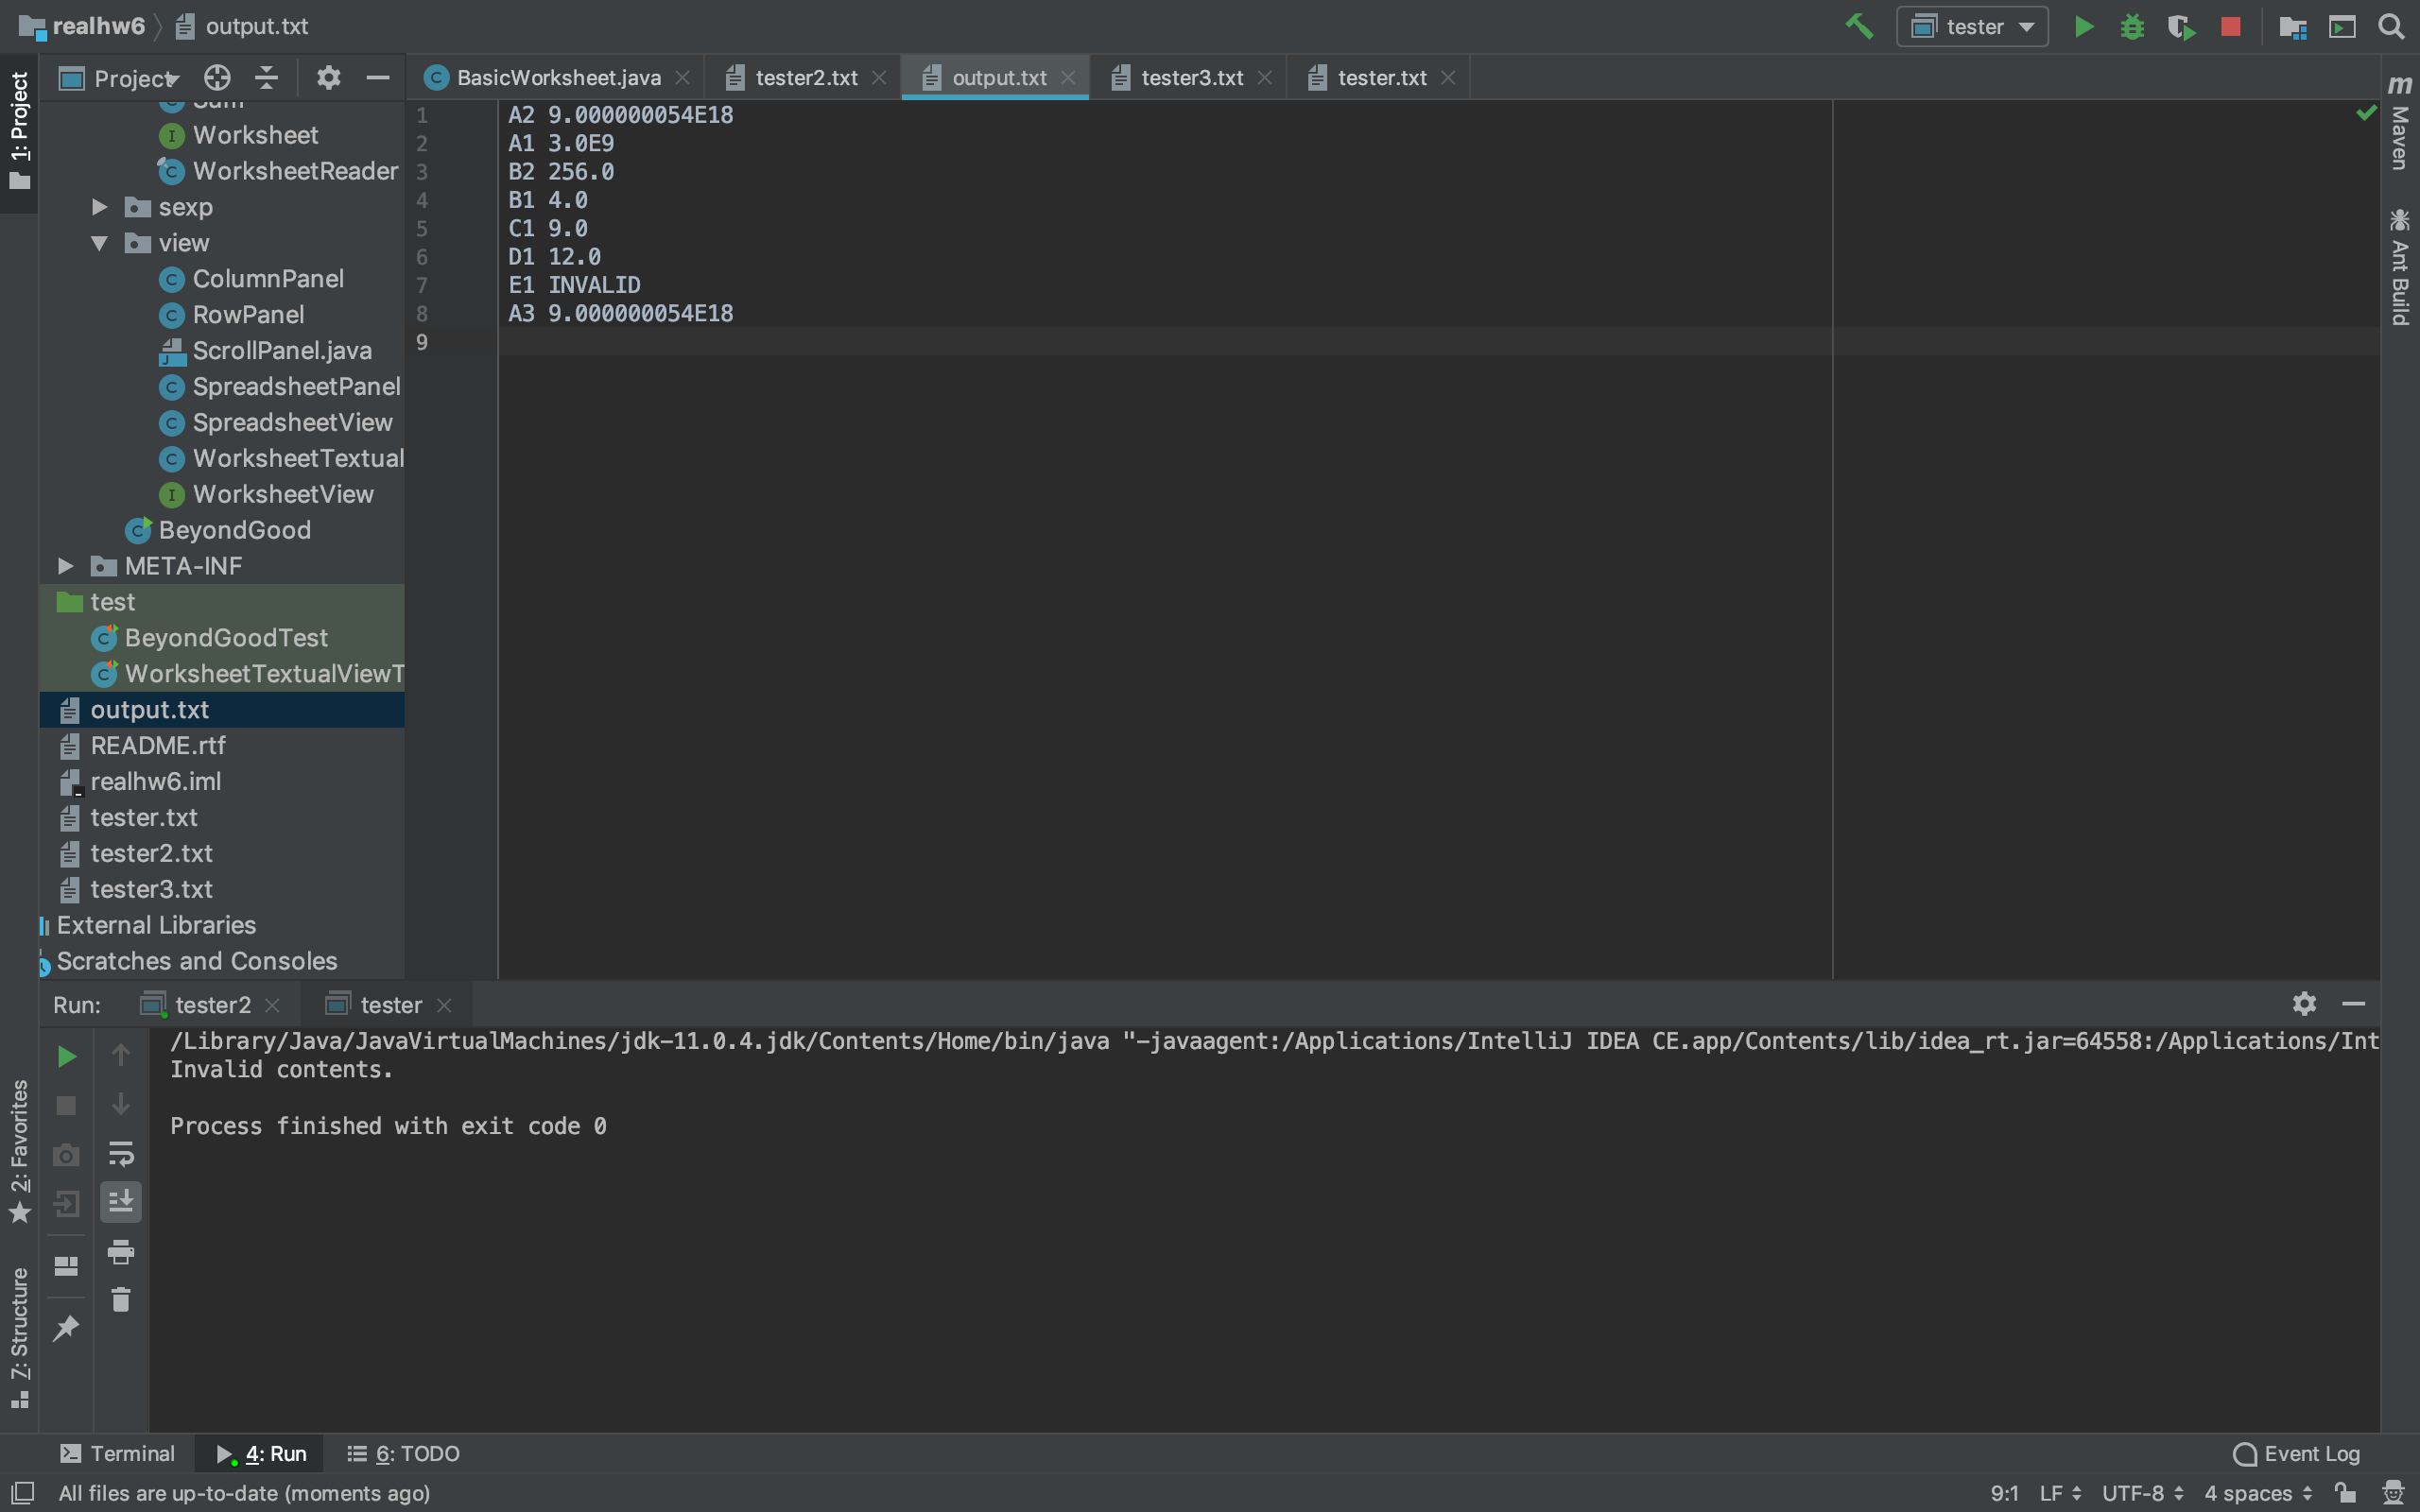 realhw6
output.txt
tester
Project
BasicWorksheet.java
tester2.txt
output.txt
tester3.txt
tester.txt
1: Project
Sum
Worksheet
WorksheetReader
sexp
view
ColumnPanel
RowPanel
ScrollPanel.java
SpreadsheetPanel
SpreadsheetView
WorksheetTextual
WorksheetView
BeyondGood
META-INF
test
BeyondGoodTest
WorksheetTextualViewT
output.txt
README.rtf
realhw6.iml
tester.txt
tester2.txt
tester3.txt
External Libraries
Scratches and Consoles
1 A2 9.000000054E18
2 A1 3.0E9
3 B2 256.0
4 B1 4.0
5 C1 9.0
6 D1 12.0
7 E1 INVALID
8 A3 9.000000054E18
9
m Maven
Ant Build
Run: tester2 tester
/Library/Java/JavaVirtualMachines/jdk-11.0.4.jdk/Contents/Home/bin/java "-javaagent:/Applications/IntelliJ IDEA CE.app/Contents/lib/idea_rt.jar=64558:/Applications/Int
Invalid contents.
Process finished with exit code 0
2: Favorites
7: Structure
Terminal
4: Run
6: TODO
Event Log
All files are up-to-date (moments ago)
9:1 LF UTF-8 4 spaces